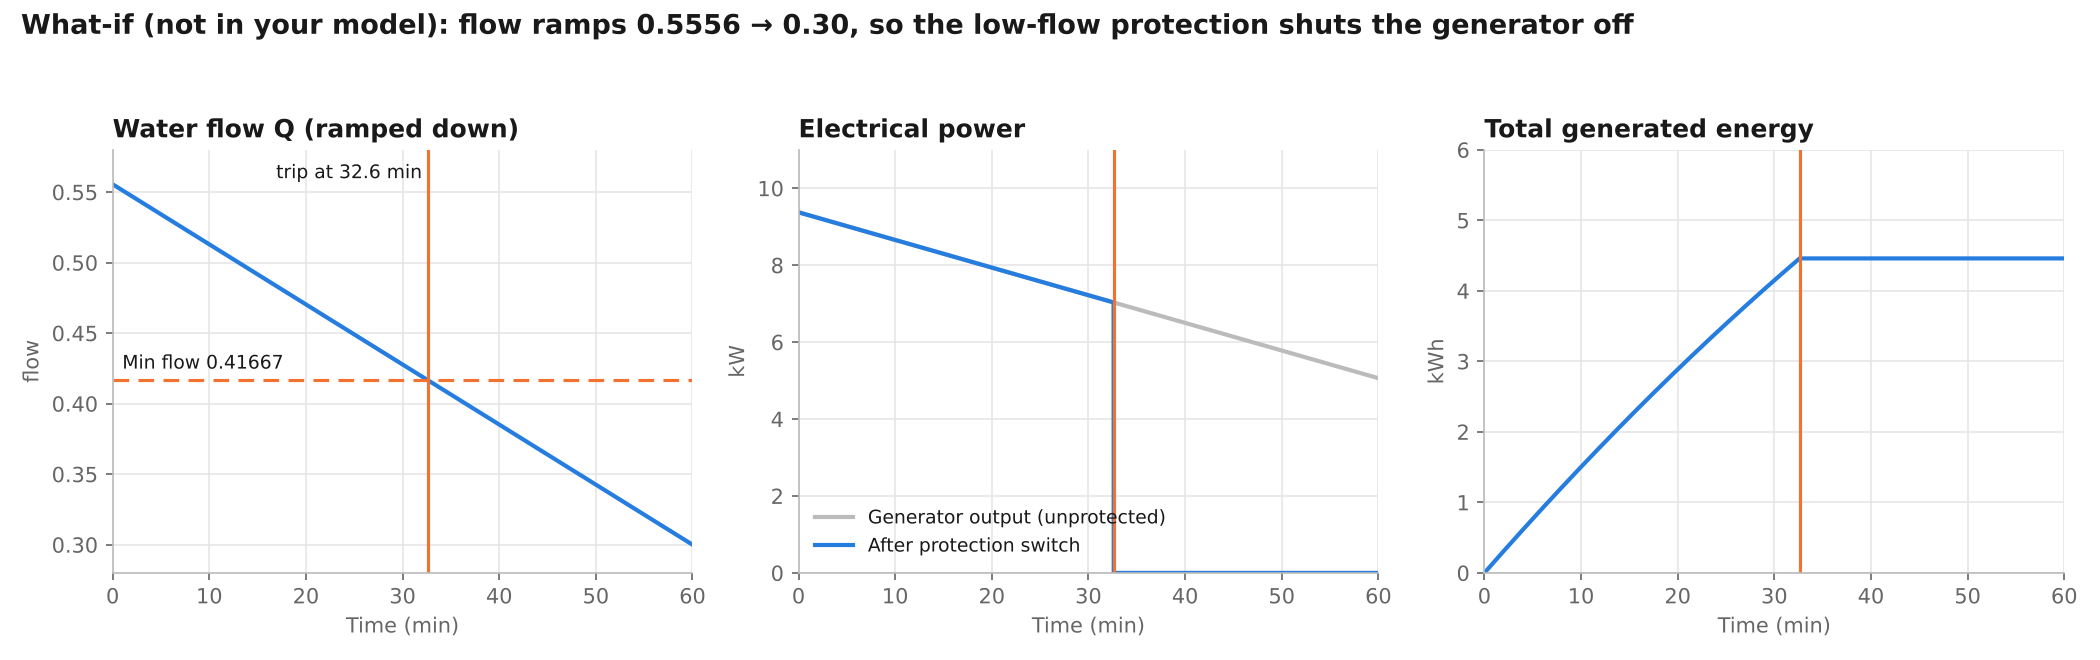 What-if (not in your model): flow ramps 0.5556 → 0.30, so the low-flow protection shuts the generator off
Water flow Q (ramped down)
trip at 32.6 min
Min flow 0.41667
flow
0.55
0.50
0.45
0.40
0.35
0.30
0 10 20 30 40 50 60
Time (min)
Electrical power
kW
10
8
6
4
2
0
Generator output (unprotected)
After protection switch
0 10 20 30 40 50 60
Time (min)
Total generated energy
kWh
6
5
4
3
2
1
0
0 10 20 30 40 50 60
Time (min)